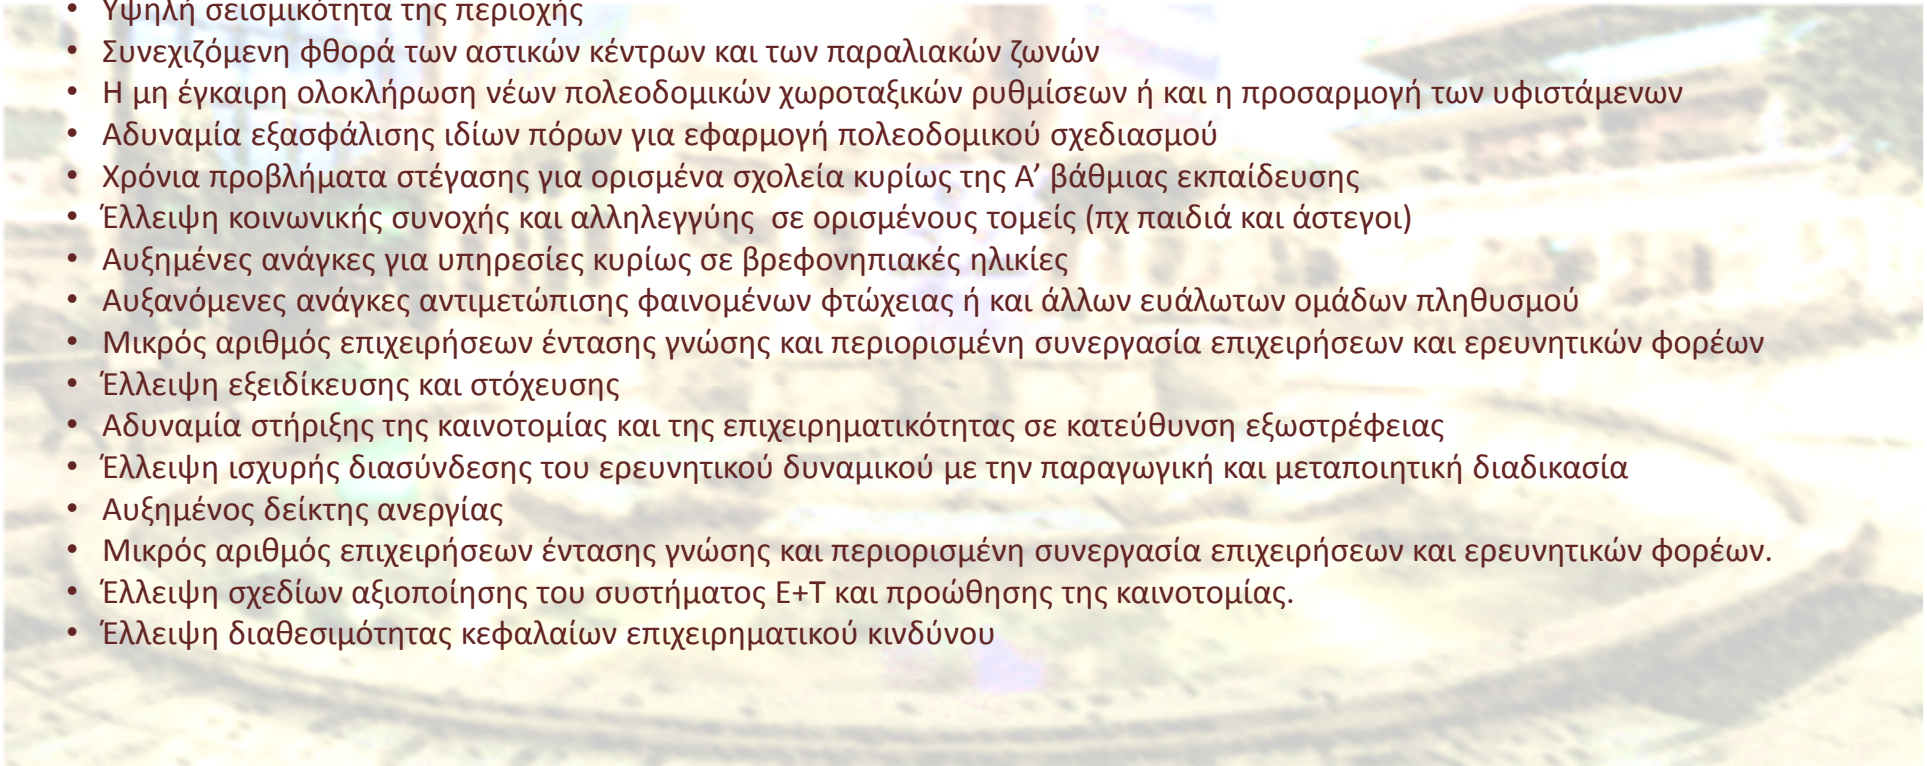 • Υψηλή σεισμικότητα της περιοχής
• Συνεχιζόμενη φθορά των αστικών κέντρων και των παραλιακών ζωνών
• Η μη έγκαιρη ολοκλήρωση νέων πολεοδομικών χωροταξικών ρυθμίσεων ή και η προσαρμογή των υφιστάμενων
• Αδυναμία εξασφάλισης ιδίων πόρων για εφαρμογή πολεοδομικού σχεδιασμού
• Χρόνια προβλήματα στέγασης για ορισμένα σχολεία κυρίως της Α’ βάθμιας εκπαίδευσης
• Έλλειψη κοινωνικής συνοχής και αλληλεγγύης σε ορισμένους τομείς (πχ παιδιά και άστεγοι)
• Αυξημένες ανάγκες για υπηρεσίες κυρίως σε βρεφονηπιακές ηλικίες
• Αυξανόμενες ανάγκες αντιμετώπισης φαινομένων φτώχειας ή και άλλων ευάλωτων ομάδων πληθυσμού
• Μικρός αριθμός επιχειρήσεων έντασης γνώσης και περιορισμένη συνεργασία επιχειρήσεων και ερευνητικών φορέων
• Έλλειψη εξειδίκευσης και στόχευσης
• Αδυναμία στήριξης της καινοτομίας και της επιχειρηματικότητας σε κατεύθυνση εξωστρέφειας
• Έλλειψη ισχυρής διασύνδεσης του ερευνητικού δυναμικού με την παραγωγική και μεταποιητική διαδικασία
• Αυξημένος δείκτης ανεργίας
• Μικρός αριθμός επιχειρήσεων έντασης γνώσης και περιορισμένη συνεργασία επιχειρήσεων και ερευνητικών φορέων.
• Έλλειψη σχεδίων αξιοποίησης του συστήματος Ε+Τ και προώθησης της καινοτομίας.
• Έλλειψη διαθεσιμότητας κεφαλαίων επιχειρηματικού κινδύνου